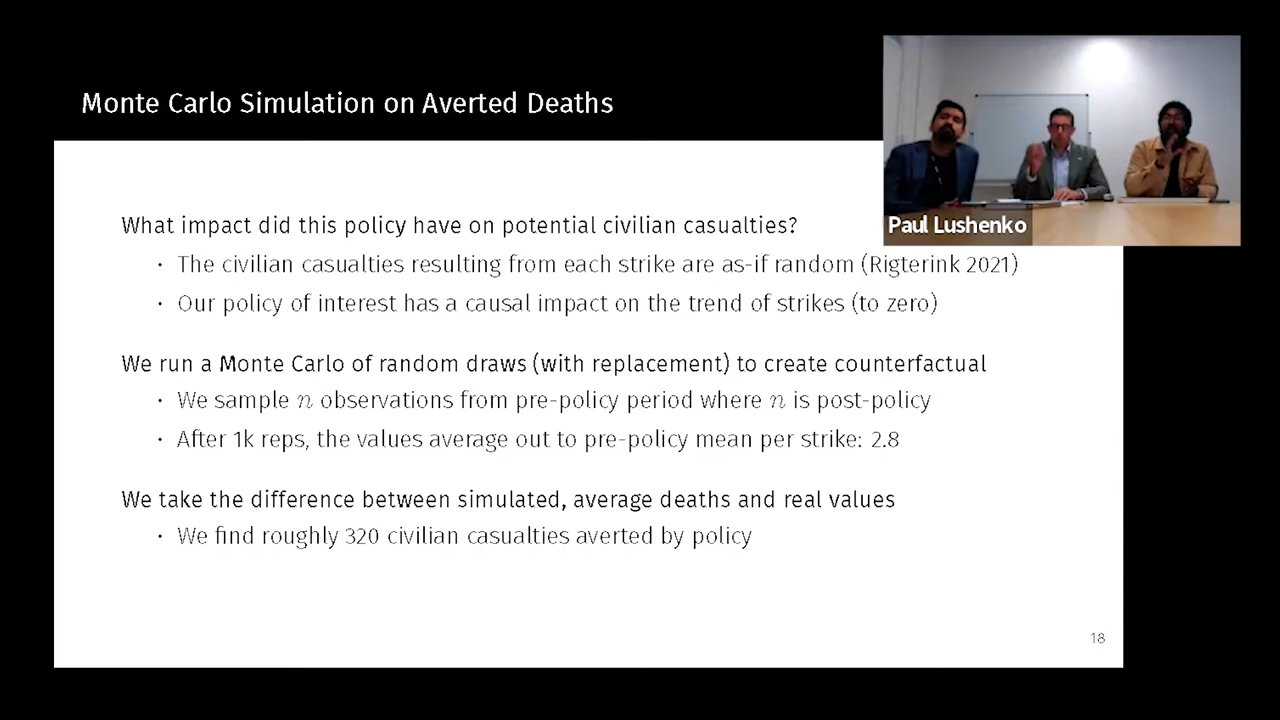 Monte Carlo Simulation on Averted Deaths
Paul Lushenko
What impact did this policy have on potential civilian casualties?
· The civilian casualties resulting from each strike are as-if random (Rigterink 2021)
· Our policy of interest has a causal impact on the trend of strikes (to zero)
We run a Monte Carlo of random draws (with replacement) to create counterfactual
· We sample n observations from pre-policy period where n is post-policy
· After 1k reps, the values average out to pre-policy mean per strike: 2.8
We take the difference between simulated, average deaths and real values
· We find roughly 320 civilian casualties averted by policy
18